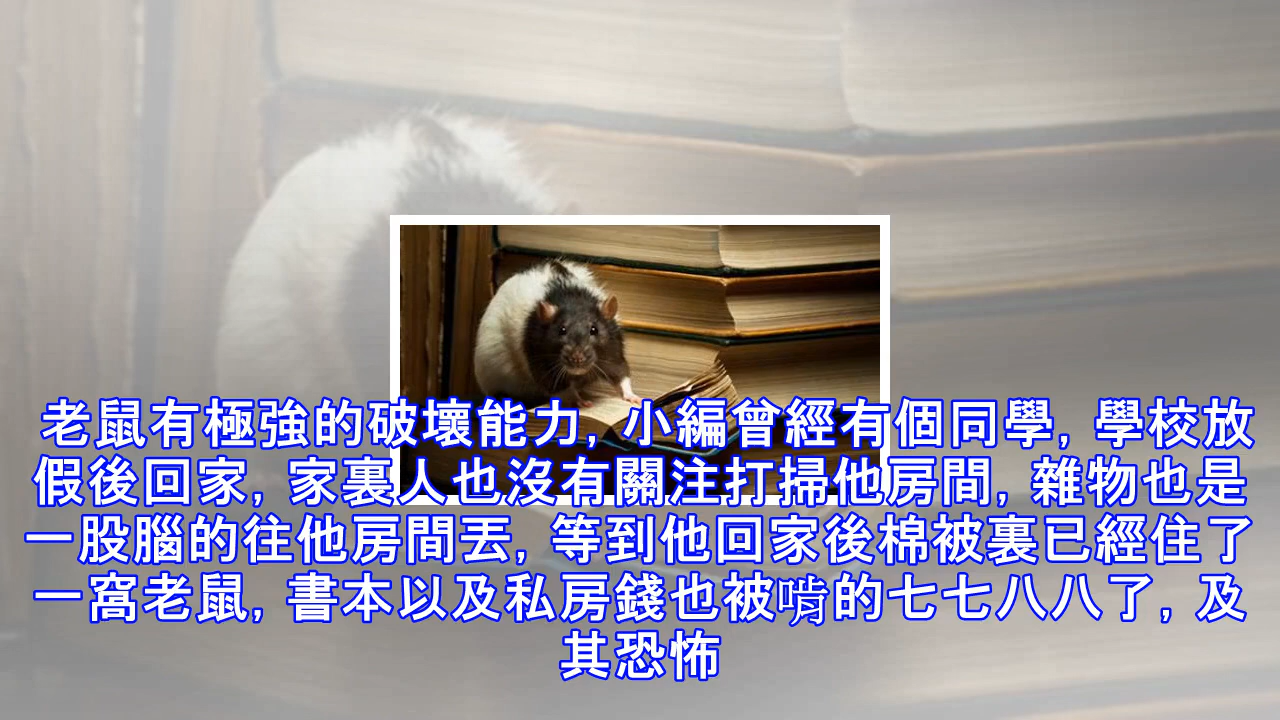 老鼠有極強的破壞能力, 小編曾經有個同學, 學校放
假後回家, 家裏人也沒有關注打掃他房間, 雜物也是
一股腦的往他房間丟, 等到他回家後棉被裏已經住了
一窩老鼠, 書本以及私房錢也被啃的七七八八了, 及
其恐怖